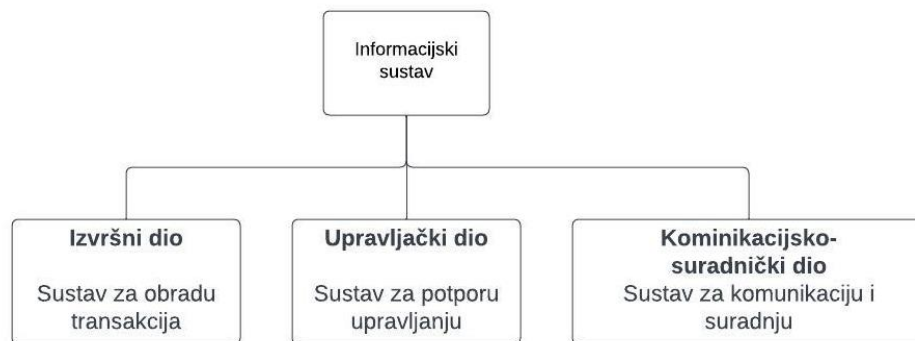 Informacijski
sustav
Izvršni dio
Sustav za obradu
transakcija
Upravljački dio
Sustav za potporu
upravljanju
Kominikacijsko-
suradnički dio
Sustav za komunikaciju i
suradnju